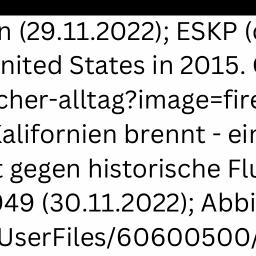 n (29.11.2022); ESKP (
nited States in 2015.
cher-alltag?image=fire
Kalifornien brennt - ein
t gegen historische Flu
949 (30.11.2022); Abbi
UserFiles/60600500/